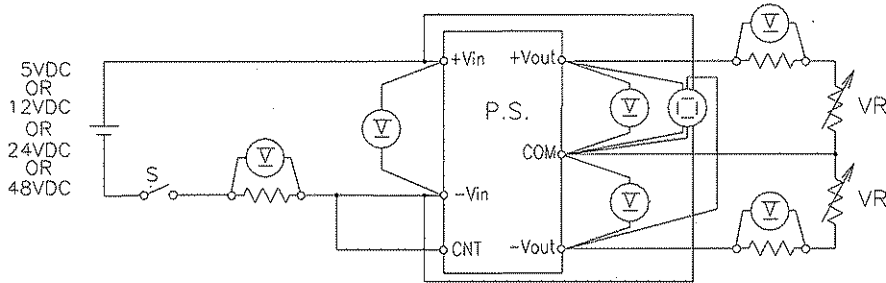 5VDC
OR
12VDC
OR
24VDC
OR
48VDC
S
V
V
+Vin
-Vin
CNT
P.S.
+Vout
COM
-Vout
V
V
V
V
VR
VR